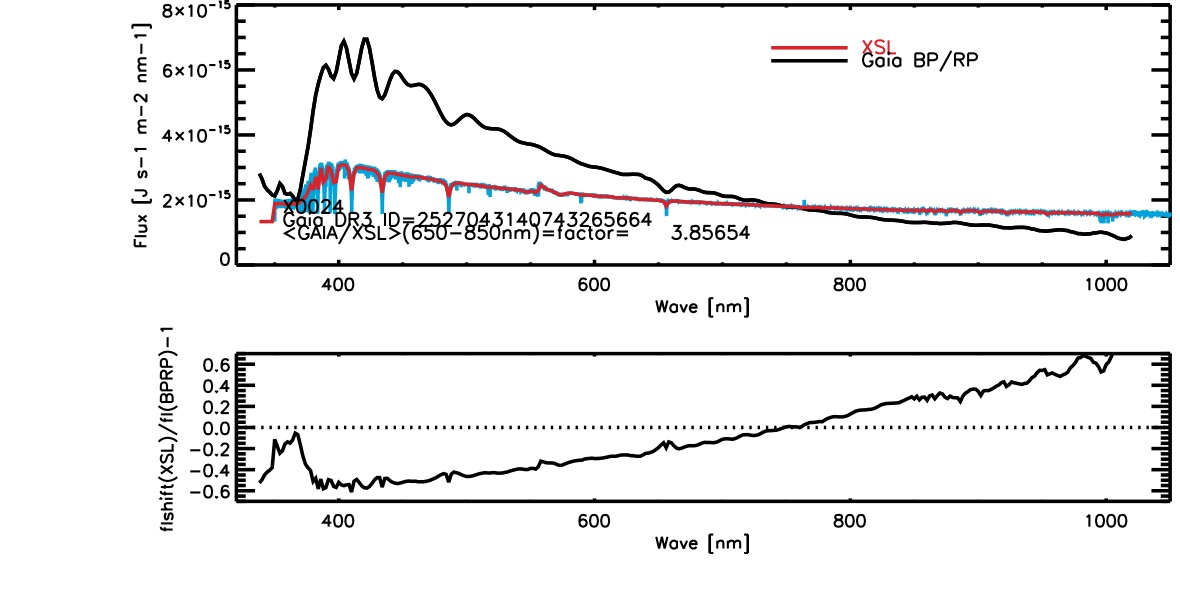 8×10⁻¹⁵
6×10⁻¹⁵
4×10⁻¹⁵
2×10⁻¹⁵
0
Flux [J s−1 m−2 nm−1]
XSL
Gaia BP/RP
X0024
Gaia DR3 ID=2527043140743265664
<GAIA/XSL>(650−850nm)=factor= 3.85654
400 600 800 1000
Wave [nm]
flshift(XSL)/fl(BPRP)−1
0.6
0.4
0.2
0.0
−0.2
−0.4
−0.6
400 600 800 1000
Wave [nm]